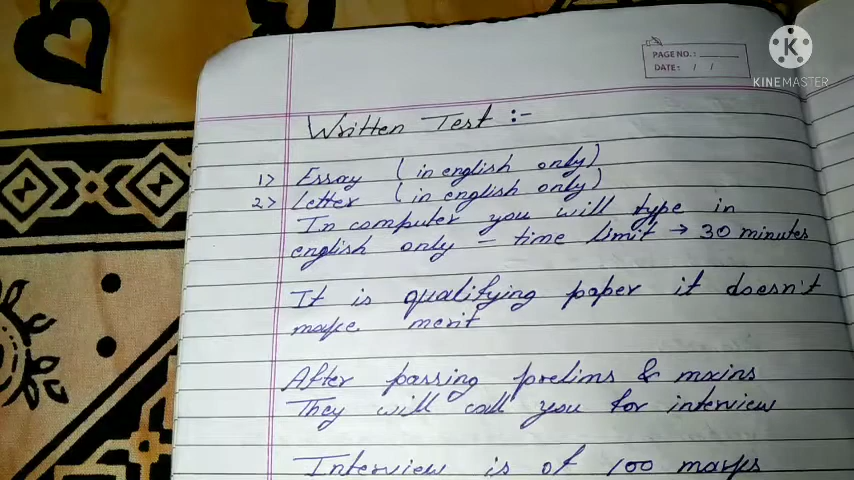 PAGE NO.:
DATE: / /
K
KINEMASTER
Written Test :-
1> Essay (in english only)
2> Letter (in english only)
In computer you will type in
english only - time limit → 30 minutes
It is qualifying paper it doesn't
make merit
After passing prelims & mains
They will call you for interview
Interview is of 100 marks